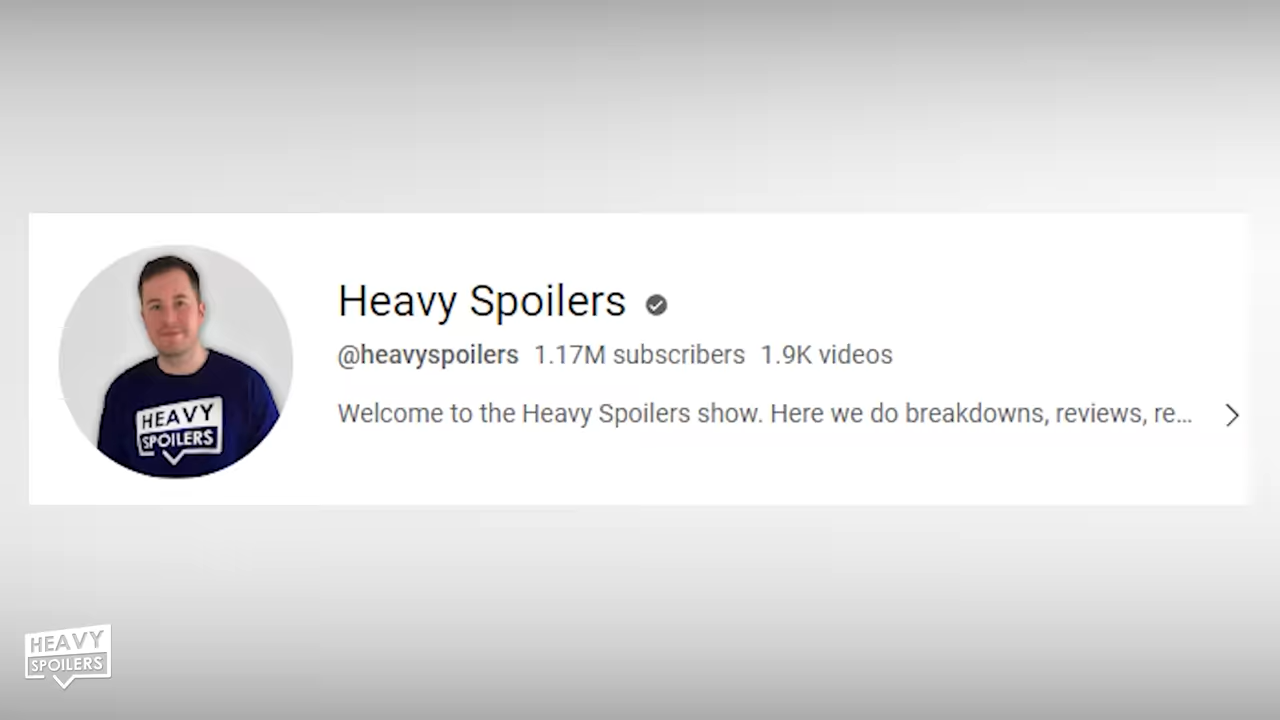 Heavy Spoilers
@heavyspoilers 1.17M subscribers 1.9K videos
Welcome to the Heavy Spoilers show. Here we do breakdowns, reviews, re...
HEAVY
SPOILERS
HEAVY
SPOILERS